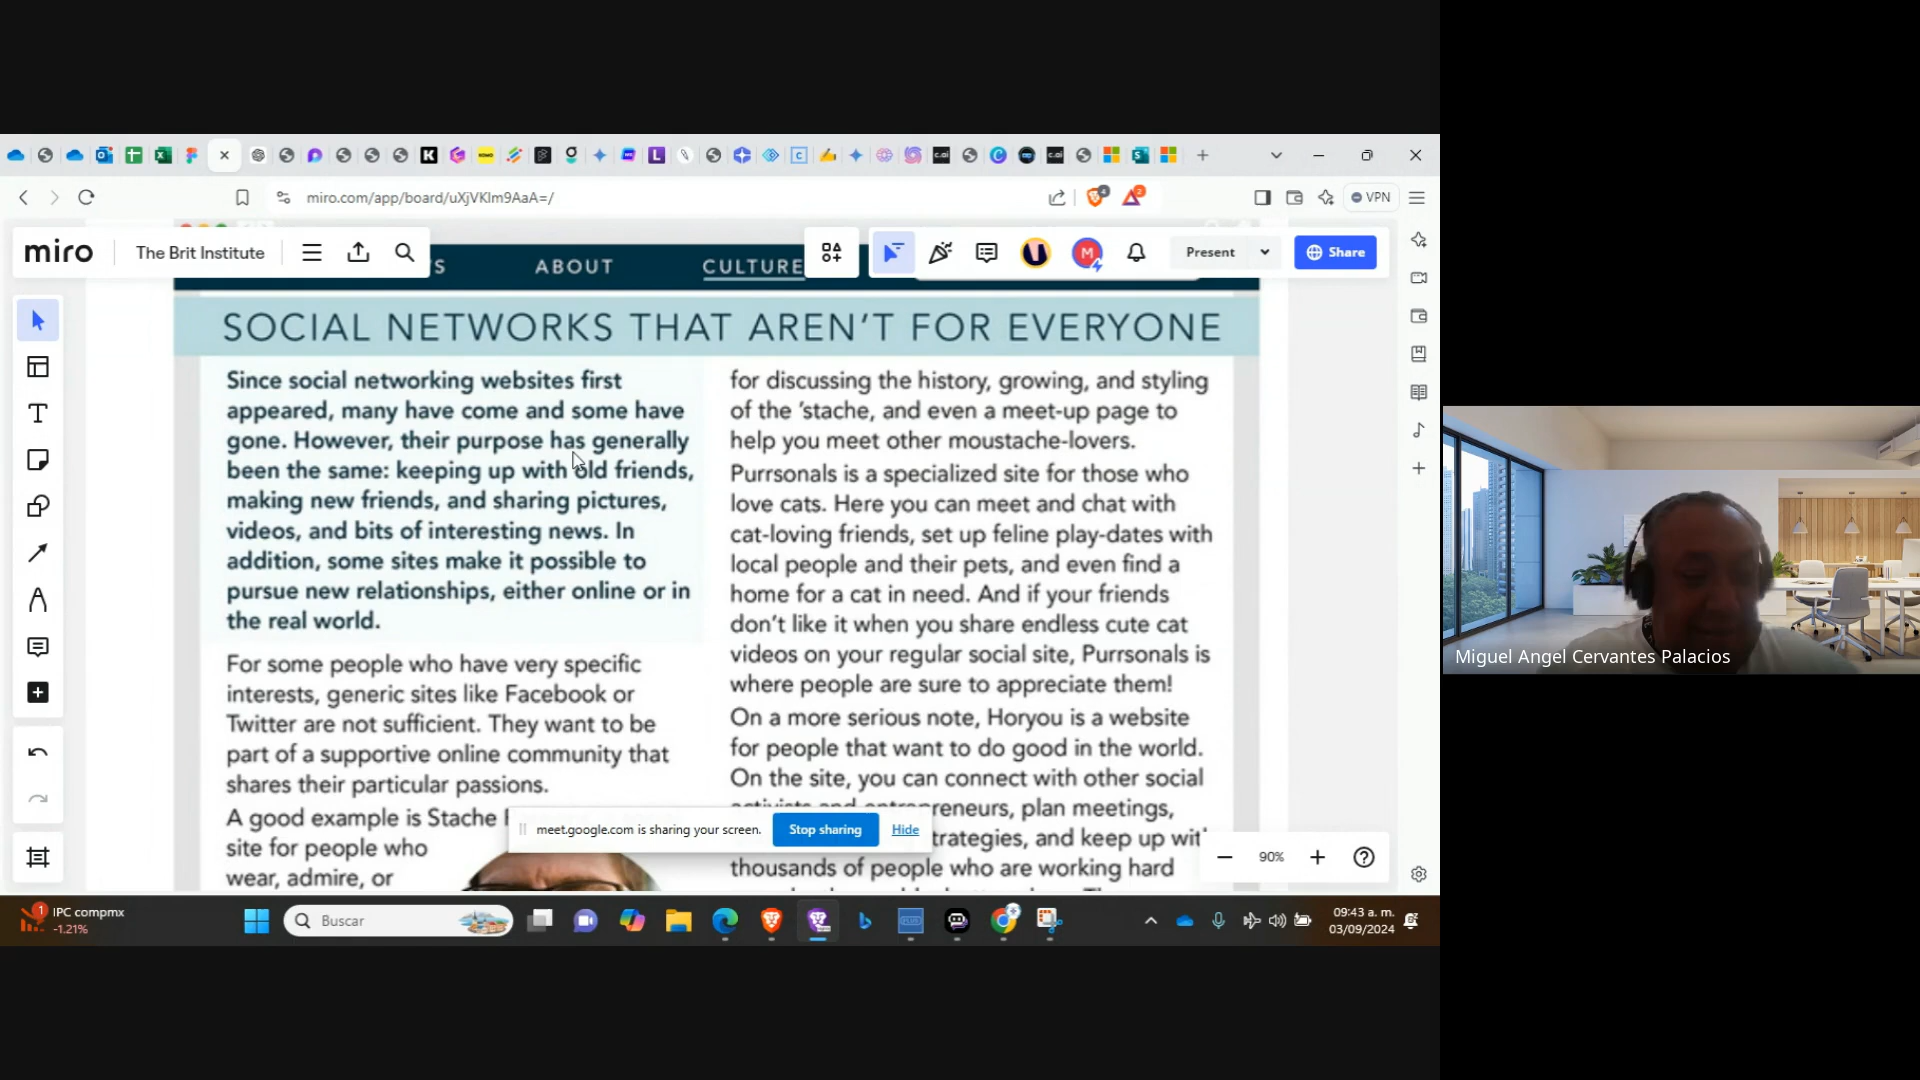 miro.com/app/board/uXjVKlm9AaA=/
VPN
miro
The Brit Institute
ABOUT
CULTURE
Present
Share
SOCIAL NETWORKS THAT AREN'T FOR EVERYONE
Since social networking websites first
appeared, many have come and some have
gone. However, their purpose has generally
been the same: keeping up with old friends,
making new friends, and sharing pictures,
videos, and bits of interesting news. In
addition, some sites make it possible to
pursue new relationships, either online or in
the real world.
For some people who have very specific
interests, generic sites like Facebook or
Twitter are not sufficient. They want to be
part of a supportive online community that
shares their particular passions.
A good example is Stache
site for people who
wear, admire, or
for discussing the history, growing, and styling
of the 'stache, and even a meet-up page to
help you meet other moustache-lovers.
Purrsonals is a specialized site for those who
love cats. Here you can meet and chat with
cat-loving friends, set up feline play-dates with
local people and their pets, and even find a
home for a cat in need. And if your friends
don't like it when you share endless cute cat
videos on your regular social site, Purrsonals is
where people are sure to appreciate them!
On a more serious note, Horyou is a website
for people that want to do good in the world.
On the site, you can connect with other social
activists and entrepreneurs, plan meetings,
trategies, and keep up with
thousands of people who are working hard
meet.google.com is sharing your screen.
Stop sharing
Hide
90%
Miguel Angel Cervantes Palacios
1
IPC compmx
-1.21%
Buscar
09:43 a. m.
03/09/2024